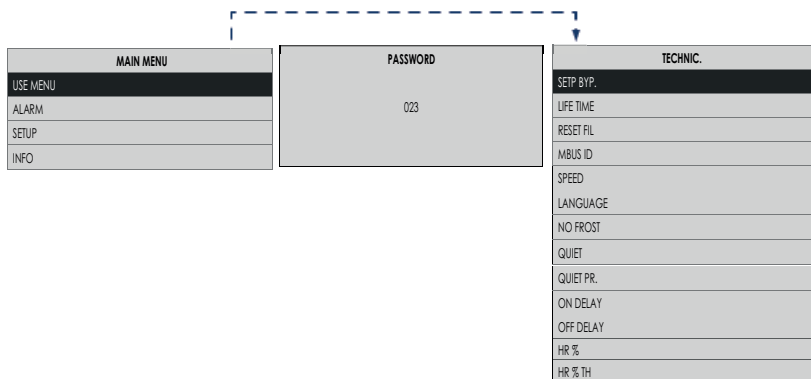 MAIN MENU
USE MENU
ALARM
SETUP
INFO
PASSWORD
023
TECHNIC.
SETP BYP.
LIFE TIME
RESET FIL
MBUS ID
SPEED
LANGUAGE
NO FROST
QUIET
QUIET PR.
ON DELAY
OFF DELAY
HR %
HR % TH